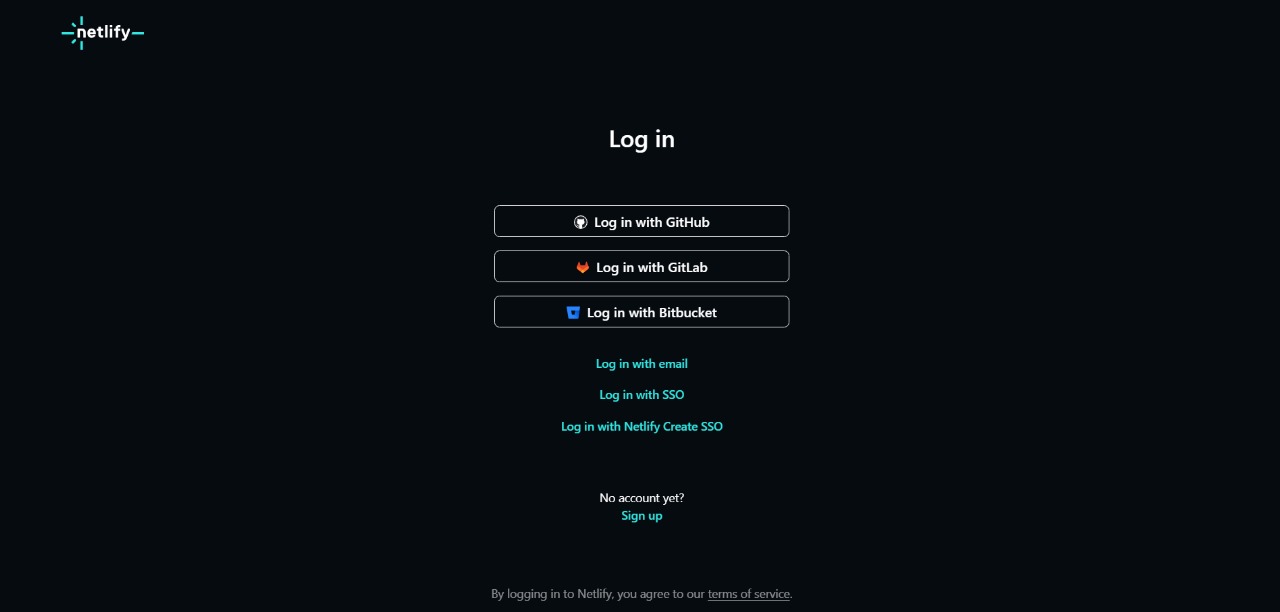 netlify
Log in
Log in with GitHub
Log in with GitLab
Log in with Bitbucket
Log in with email
Log in with SSO
Log in with Netlify Create SSO
No account yet?
Sign up
By logging in to Netlify, you agree to our terms of service.